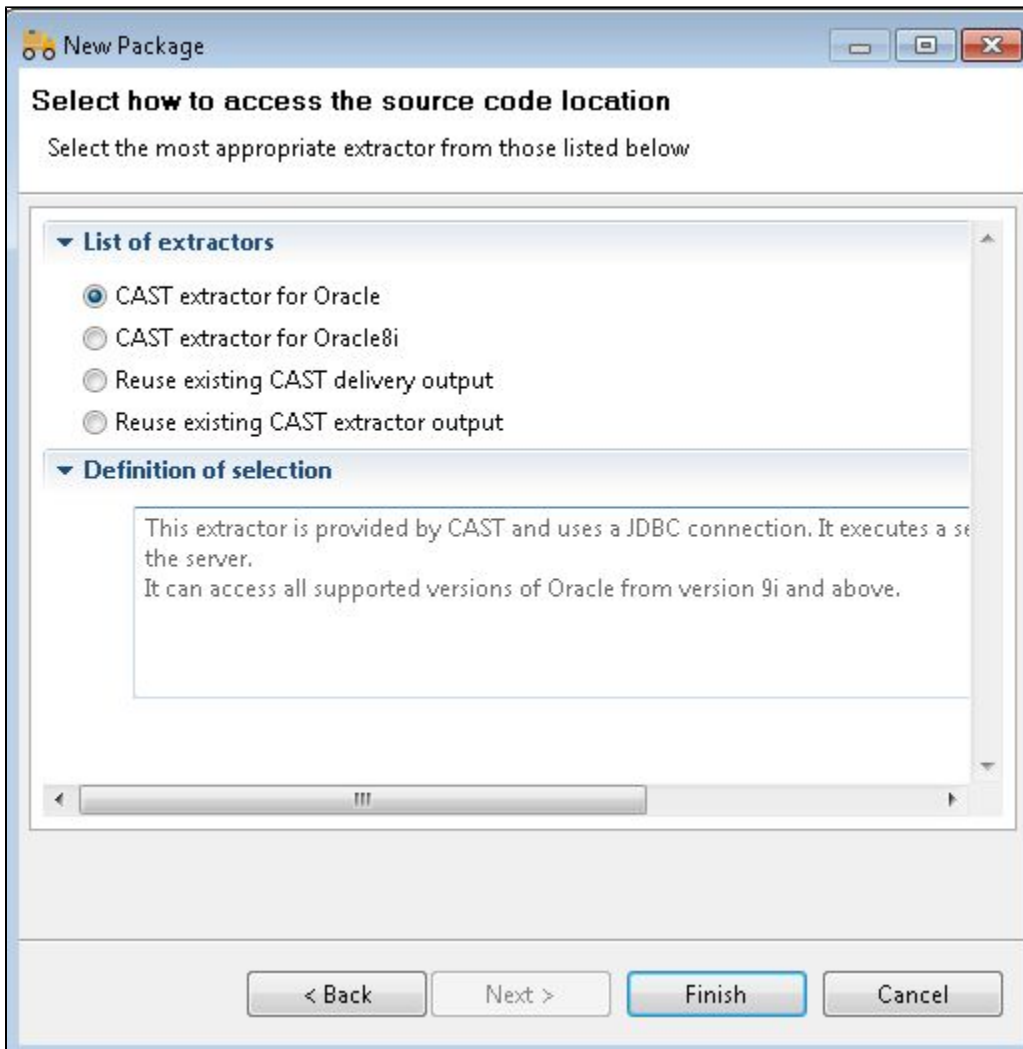 New Package
Select how to access the source code location
Select the most appropriate extractor from those listed below
List of extractors
CAST extractor for Oracle
CAST extractor for Oracle8i
Reuse existing CAST delivery output
Reuse existing CAST extractor output
Definition of selection
This extractor is provided by CAST and uses a JDBC connection. It executes a
the server.
It can access all supported versions of Oracle from version 9i and above.
< Back
Next >
Finish
Cancel